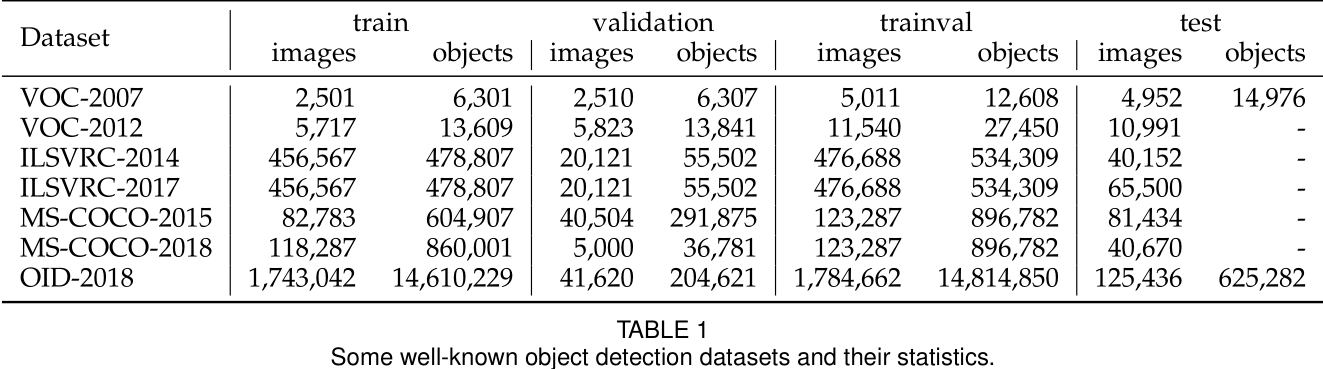 Dataset train validation trainval test
images objects images objects images objects images objects
VOC-2007 2,501 6,301 2,510 6,307 5,011 12,608 4,952 14,976
VOC-2012 5,717 13,609 5,823 13,841 11,540 27,450 10,991 -
ILSVRC-2014 456,567 478,807 20,121 55,502 476,688 534,309 40,152 -
ILSVRC-2017 456,567 478,807 20,121 55,502 476,688 534,309 65,500 -
MS-COCO-2015 82,783 604,907 40,504 291,875 123,287 896,782 81,434 -
MS-COCO-2018 118,287 860,001 5,000 36,781 123,287 896,782 40,670 -
OID-2018 1,743,042 14,610,229 41,620 204,621 1,784,662 14,814,850 125,436 625,282
TABLE 1
Some well-known object detection datasets and their statistics.